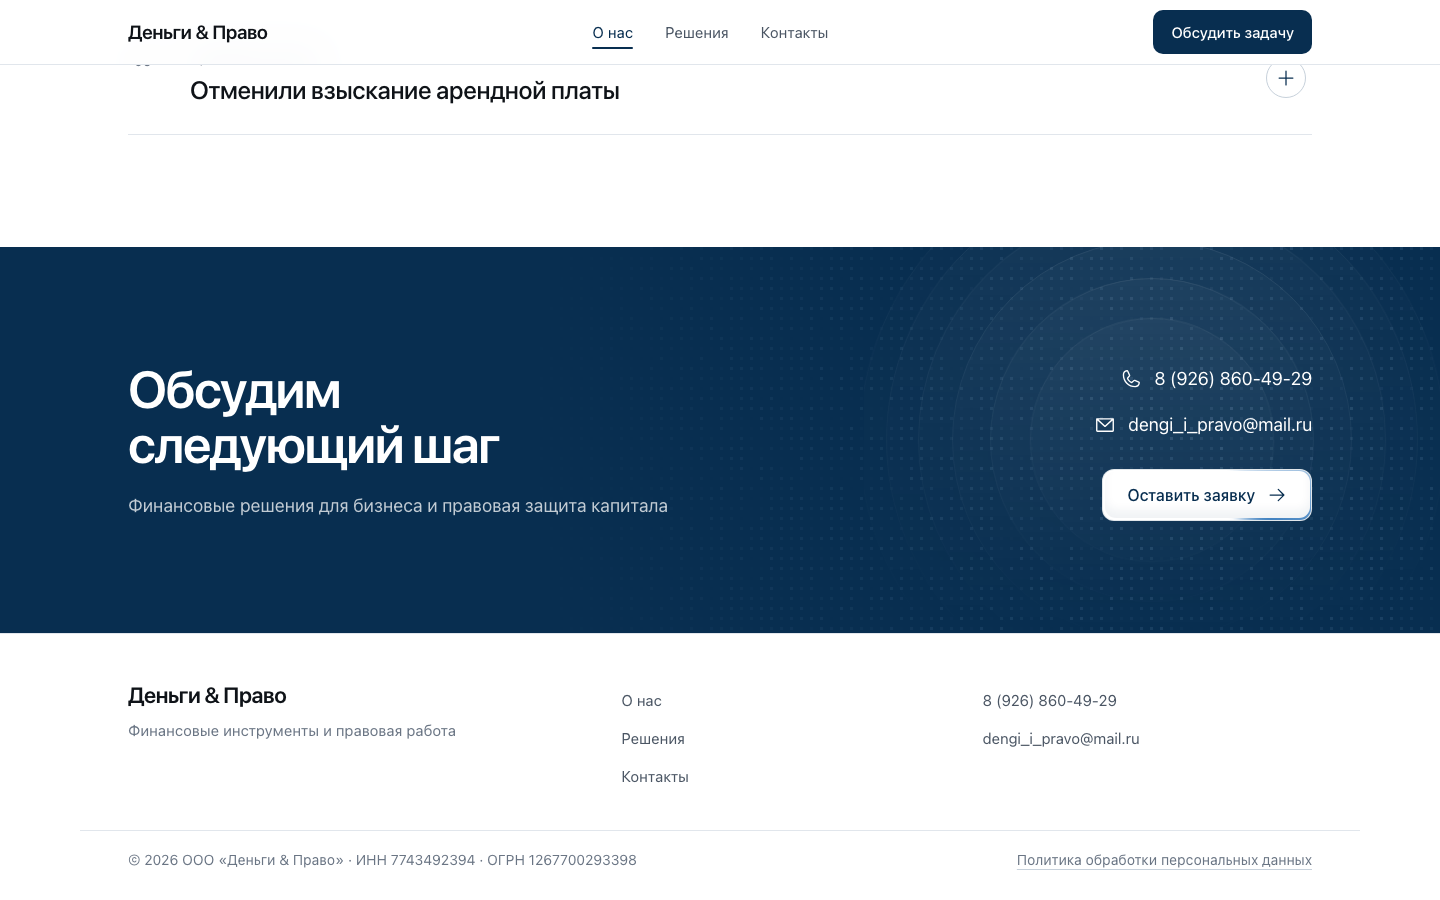 Деньги & Право
О нас
Решения
Контакты
Обсудить задачу
Отменили взыскание арендной платы
Обсудим
следующий шаг
Финансовые решения для бизнеса и правовая защита капитала
8 (926) 860-49-29
dengi_i_pravo@mail.ru
Оставить заявку
Деньги & Право
Финансовые инструменты и правовая работа
О нас
Решения
Контакты
8 (926) 860-49-29
dengi_i_pravo@mail.ru
© 2026 ООО «Деньги & Право» · ИНН 7743492394 · ОГРН 1267700293398
Политика обработки персональных данных